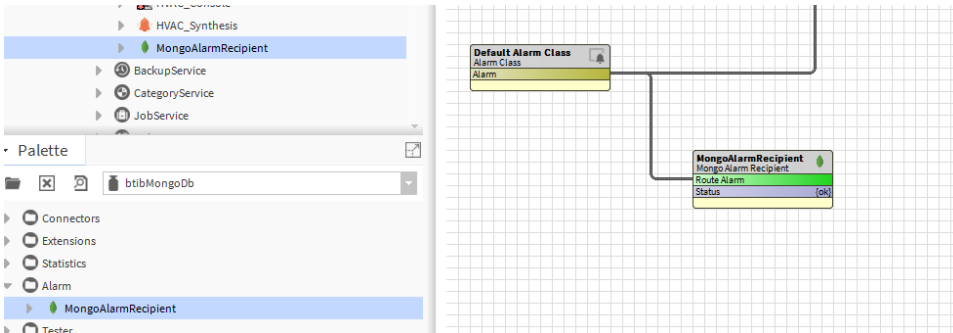 HVAC_Console
HVAC_Synthesis
MongoAlarmRecipient
BackupService
CategoryService
JobService
Palette
btibMongoDb
Connectors
Extensions
Statistics
Alarm
MongoAlarmRecipient
Tester
Default Alarm Class
Alarm Class
Alarm
MongoAlarmRecipient
Mongo Alarm Recipient
Route Alarm
Status {ok}